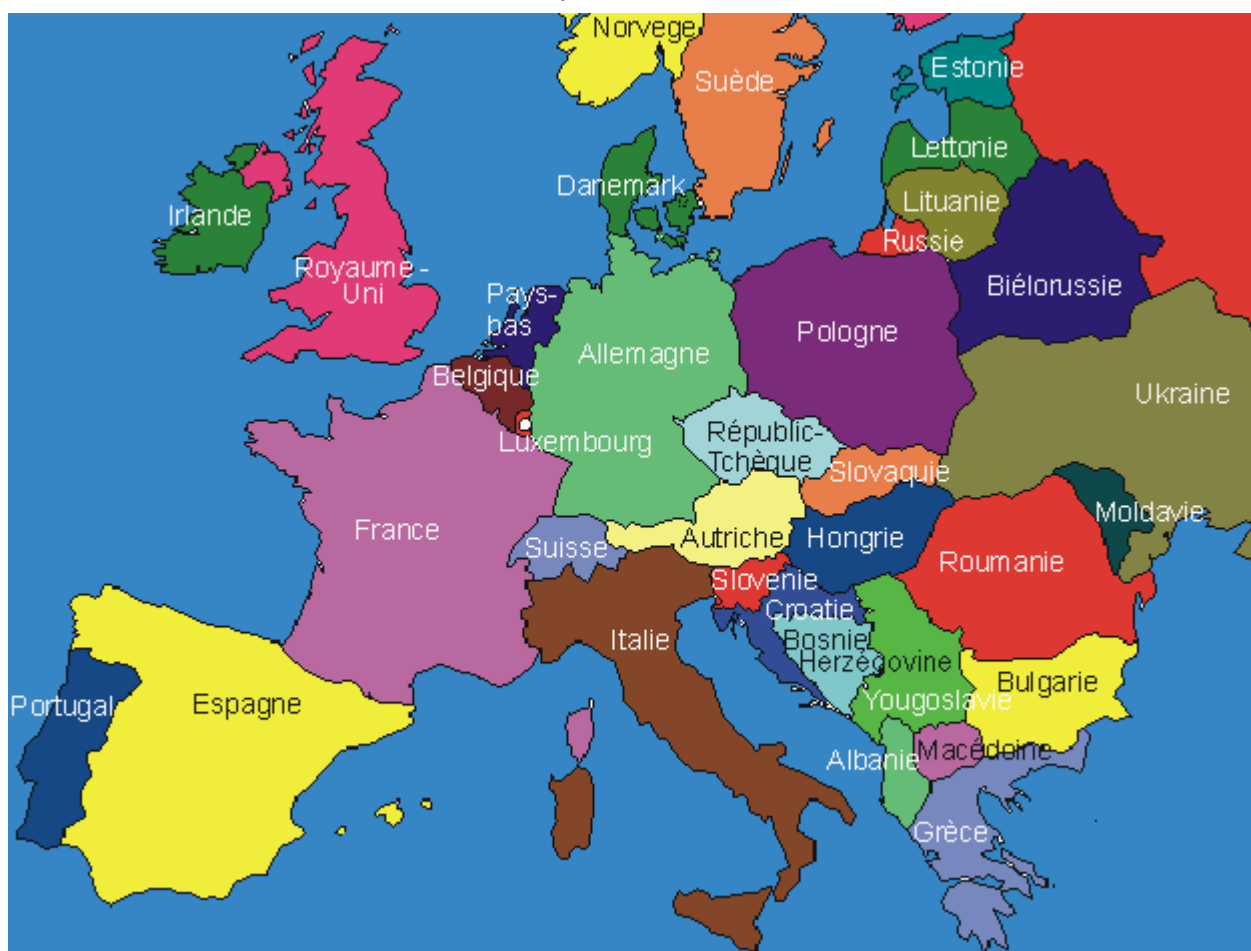 Norvege
Suède
Estonie
Lettonie
Danemark
Lituanie
Irlande
Russie
Royaume-
Uni
Biélorussie
Pays-
bas
Pologne
Allemagne
Belgique
Ukraine
Luxembourg
Républic-
Tchèque
Slovaquie
Moldavie
France
Suisse
Autriche
Hongrie
Roumanie
Slovenie
Croatie
Italie
Bosnie
Herzégovine
Bulgarie
Portugal
Espagne
Yougoslavie
Macédoine
Albanie
Grèce